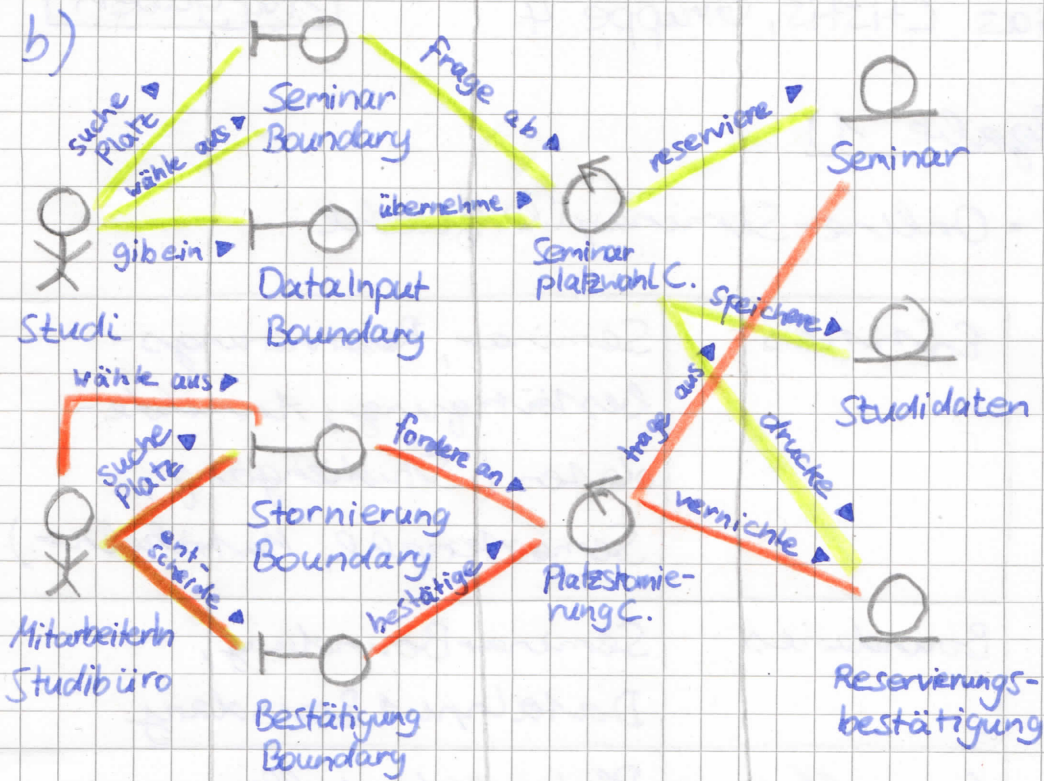 b)
suche
Platz
wähle aus
gib ein
Studi
Seminar
Boundary
DataInput
Boundary
frage ab
übernehme
Seminar
platzwahl C.
reserviere
Seminar
speichere
Studidaten
drucke
wähle aus
suche
Platz
ent-
scheide
MitarbeiterIn
Studibüro
Stornierung
Boundary
Bestätigung
Boundary
fordere an
bestätige
Platzstornie-
rung C.
trage aus
vernichte
Reservierungs-
bestätigung